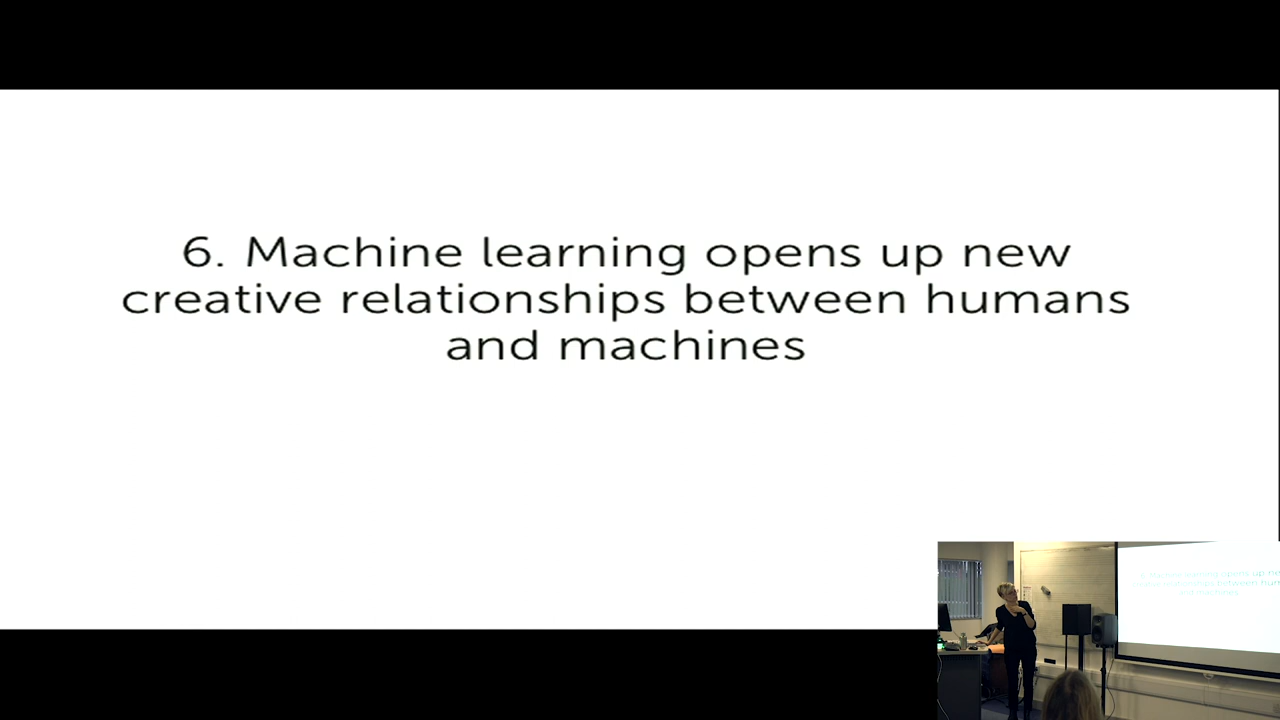 6. Machine learning opens up new
creative relationships between humans
and machines